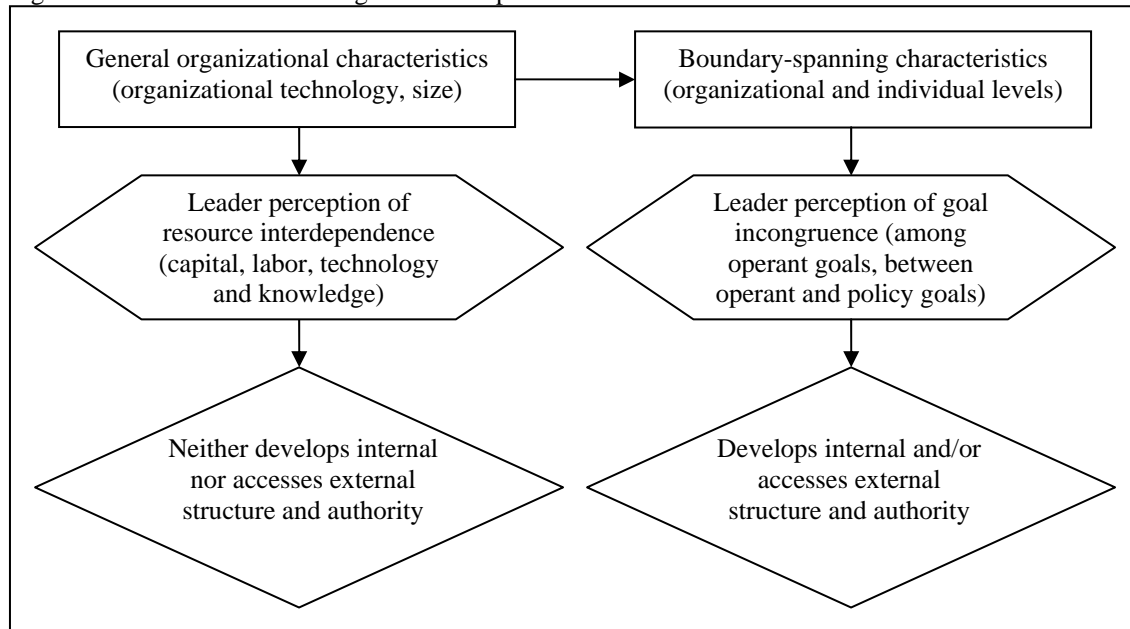 General organizational characteristics
(organizational technology, size)
Boundary-spanning characteristics
(organizational and individual levels)
Leader perception of
resource interdependence
(capital, labor, technology
and knowledge)
Leader perception of goal
incongruence (among
operant goals, between
operant and policy goals)
Neither develops internal
nor accesses external
structure and authority
Develops internal and/or
accesses external
structure and authority